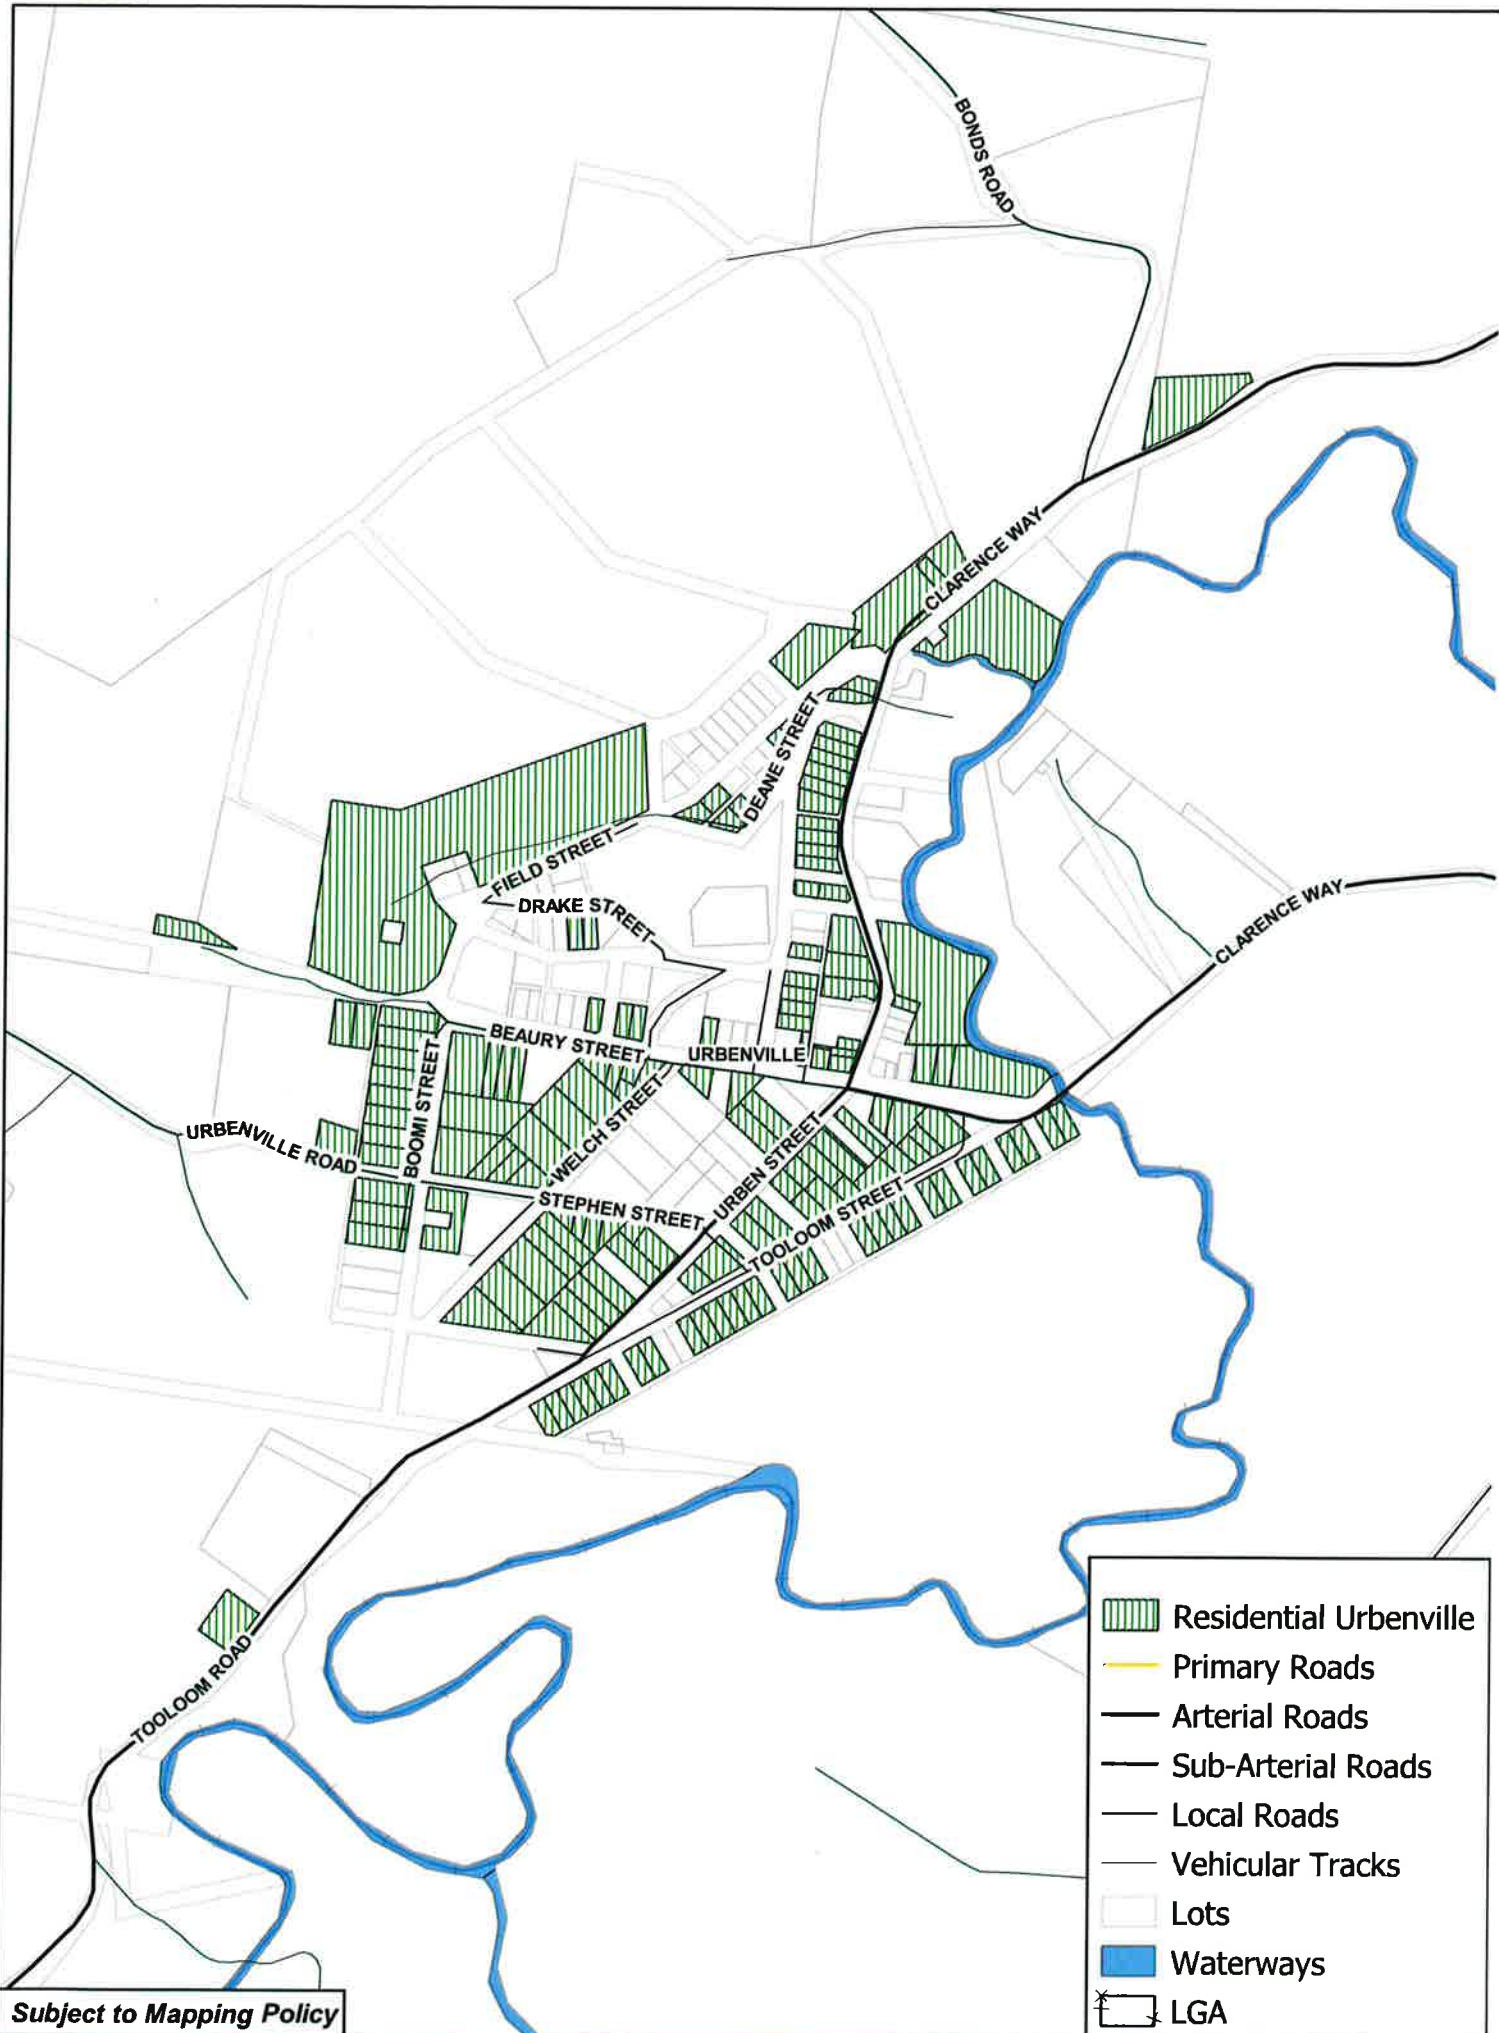 BONDS ROAD
CLARENCE WAY
DEANE STREET
FIELD STREET
DRAKE STREET
CLARENCE WAY
BEAURY STREET
URBENVILLE
BOOMI STREET
WELCH STREET
URBENVILLE ROAD
URBEN STREET
STEPHEN STREET
TOOLOOM STREET
TOOLOOM ROAD
Residential Urbenville
Primary Roads
Arterial Roads
Sub-Arterial Roads
Local Roads
Vehicular Tracks
Lots
Waterways
LGA
Subject to Mapping Policy